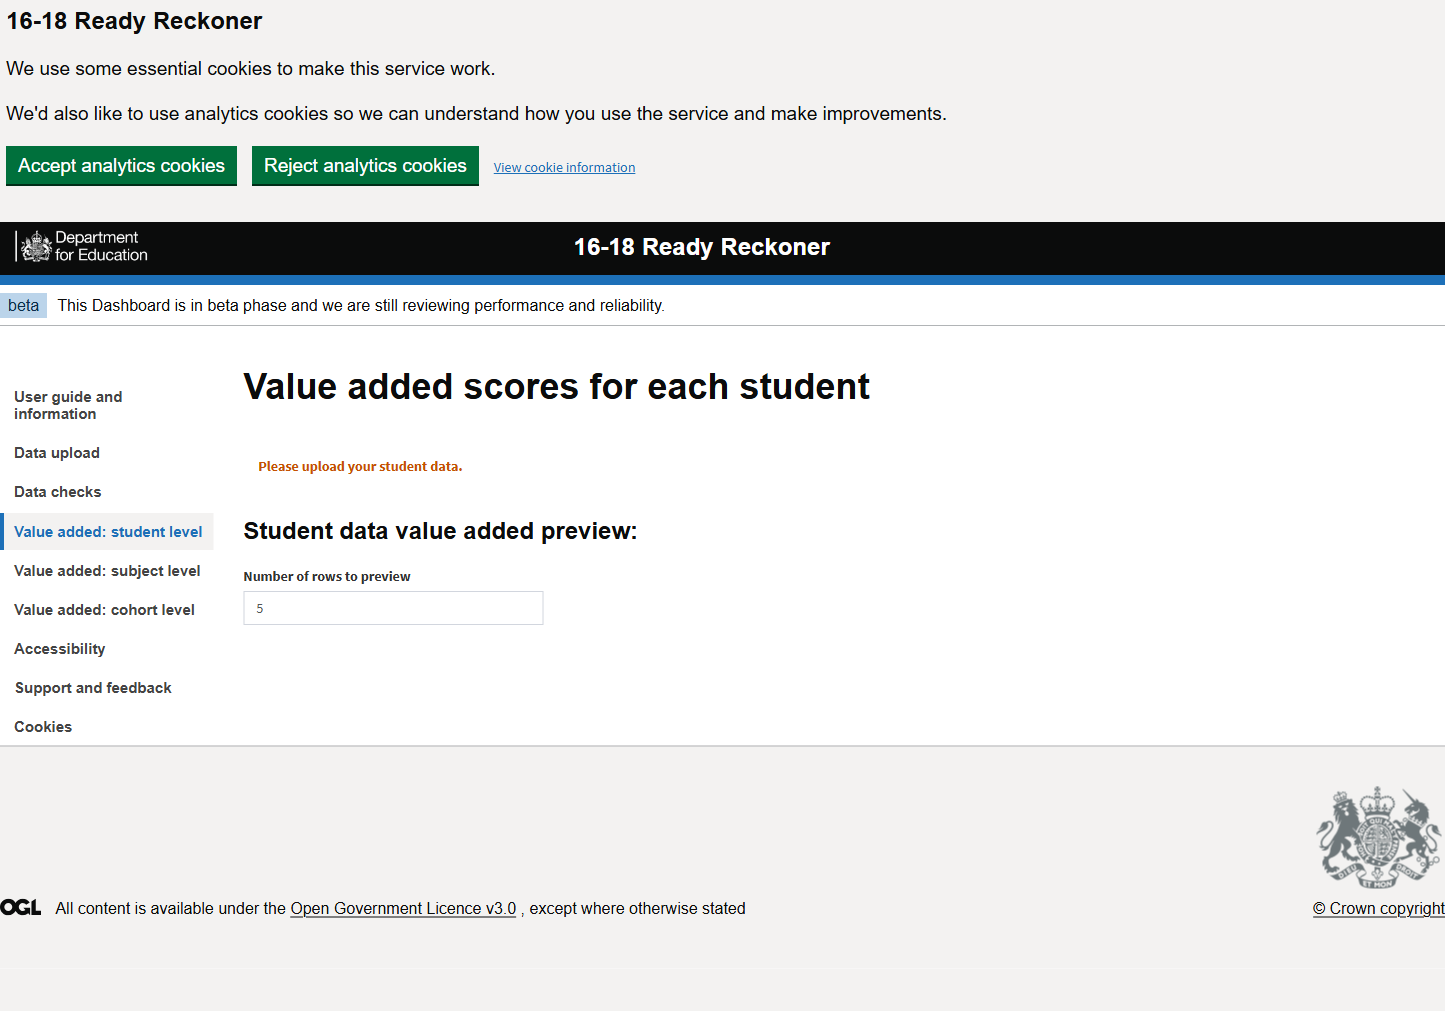 16-18 Ready Reckoner
We use some essential cookies to make this service work.
We'd also like to use analytics cookies so we can understand how you use the service and make improvements.
Accept analytics cookies Reject analytics cookies View cookie information
Department
for Education
16-18 Ready Reckoner
beta This Dashboard is in beta phase and we are still reviewing performance and reliability.
User guide and
information
Data upload
Data checks
Value added: student level
Value added: subject level
Value added: cohort level
Accessibility
Support and feedback
Cookies
Value added scores for each student
Please upload your student data.
Student data value added preview:
Number of rows to preview
5
OGL All content is available under the Open Government Licence v3.0 , except where otherwise stated
© Crown copyright